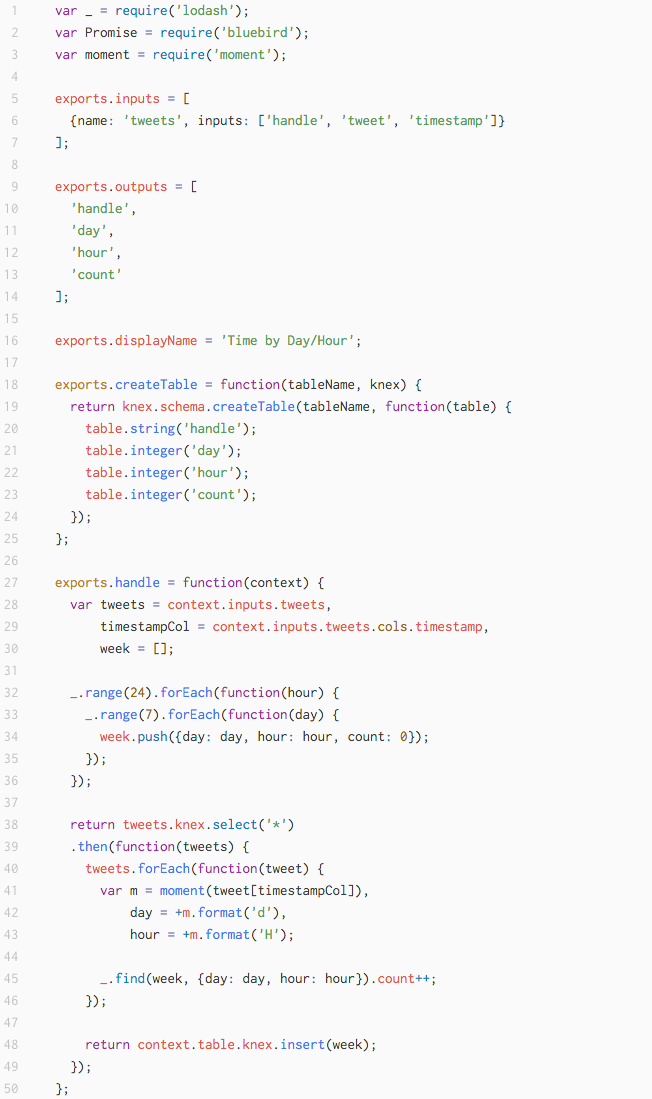 1 var _ = require('lodash');
2 var Promise = require('bluebird');
3 var moment = require('moment');
4
5 exports.inputs = [
6   {name: 'tweets', inputs: ['handle', 'tweet', 'timestamp']}
7 ];
8
9 exports.outputs = [
10   'handle',
11   'day',
12   'hour',
13   'count'
14 ];
15
16 exports.displayName = 'Time by Day/Hour';
17
18 exports.createTable = function(tableName, knex) {
19   return knex.schema.createTable(tableName, function(table) {
20     table.string('handle');
21     table.integer('day');
22     table.integer('hour');
23     table.integer('count');
24   });
25 };
26
27 exports.handle = function(context) {
28   var tweets = context.inputs.tweets,
29       timestampCol = context.inputs.tweets.cols.timestamp,
30       week = [];
31
32   _.range(24).forEach(function(hour) {
33     _.range(7).forEach(function(day) {
34       week.push({day: day, hour: hour, count: 0});
35     });
36   });
37
38   return tweets.knex.select('*')
39   .then(function(tweets) {
40     tweets.forEach(function(tweet) {
41       var m = moment(tweet[timestampCol]),
42           day = +m.format('d'),
43           hour = +m.format('H');
44
45       _.find(week, {day: day, hour: hour}).count++;
46     });
47
48     return context.table.knex.insert(week);
49   });
50 };